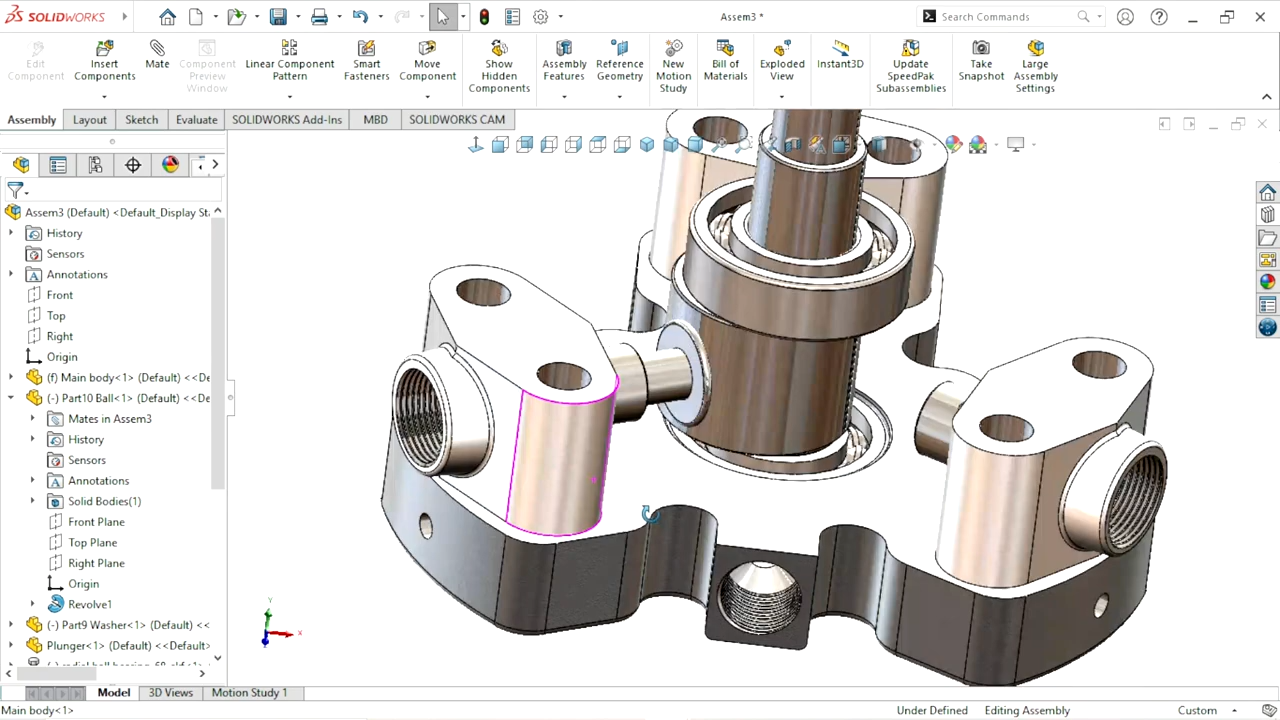 SOLIDWORKS
Assem3 *
Search Commands
Edit Component
Insert Components
Mate
Component Preview Window
Linear Component Pattern
Smart Fasteners
Move Component
Show Hidden Components
Assembly Features
Reference Geometry
New Motion Study
Bill of Materials
Exploded View
Instant3D
Update SpeedPak Subassemblies
Take Snapshot
Large Assembly Settings
Assembly
Layout
Sketch
Evaluate
SOLIDWORKS Add-Ins
MBD
SOLIDWORKS CAM
Assem3 (Default) <Default_Display St
History
Sensors
Annotations
Front
Top
Right
Origin
(f) Main body<1> (Default) <<De
(-) Part10 Ball<1> (Default) <<De
Mates in Assem3
History
Sensors
Annotations
Solid Bodies(1)
Front Plane
Top Plane
Right Plane
Origin
Revolve1
(-) Part9 Washer<1> (Default) <<
Plunger<1> (Default) <<Default>
Y
X
Z
Model
3D Views
Motion Study 1
Main body<1>
Under Defined
Editing Assembly
Custom